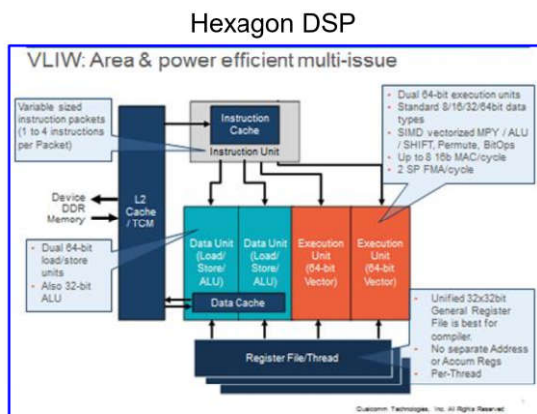 Hexagon DSP
VLIW: Area & power efficient multi-issue
Variable sized
instruction packets
(1 to 4 instructions
per Packet)
Instruction
Cache
Instruction Unit
• Dual 64-bit execution units
• Standard 8/16/32/64bit data
types
• SIMD vectorized MPY / ALU
/ SHIFT, Permute, BitOps
• Up to 8 16b MAC/cycle
• 2 SP FMA/cycle
Device
DDR
Memory
L2
Cache
/ TCM
• Dual 64-bit
load/store
units
• Also 32-bit
ALU
Data Unit
(Load/
Store/
ALU)
Data Unit
(Load/
Store/
ALU)
Execution
Unit
(64-bit
Vector)
Execution
Unit
(64-bit
Vector)
Data Cache
• Unified 32x32bit
General Register
File is best for
compiler.
• No separate Address
or Accum Regs
• Per-Thread
Register File/Thread
Qualcomm Technologies, Inc. All Rights Reserved